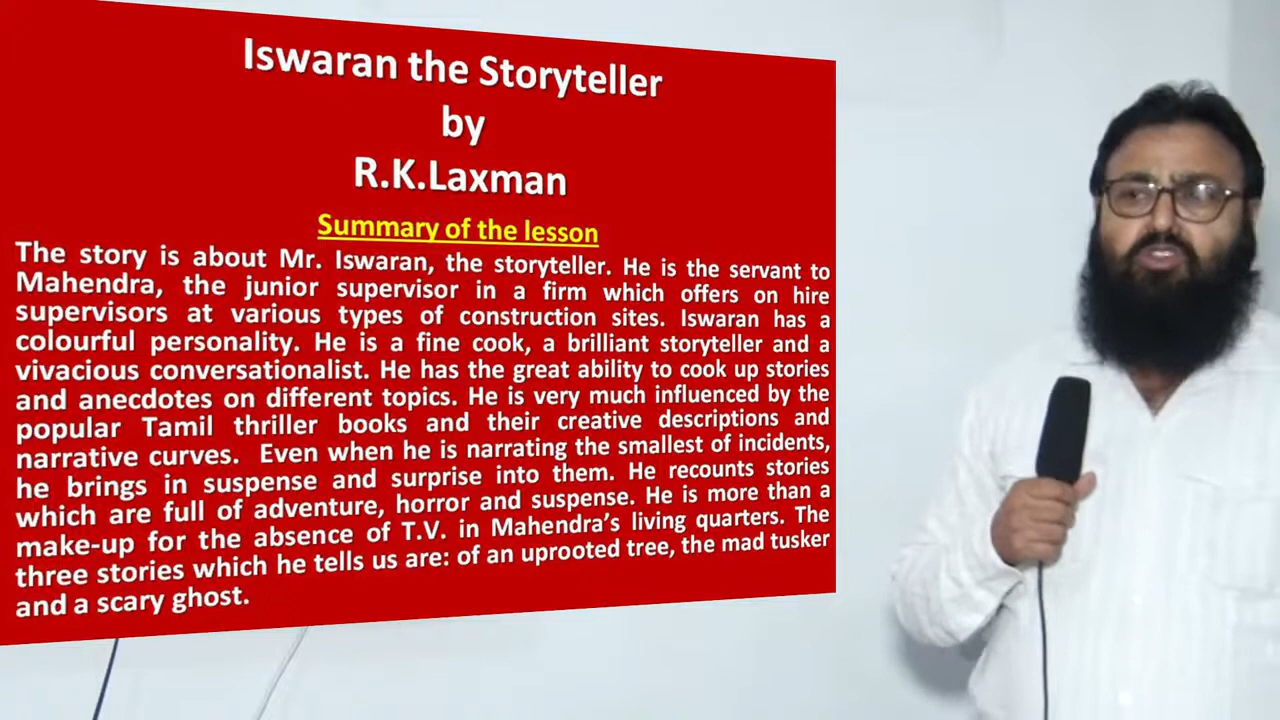 Iswaran the Storyteller
by
R.K.Laxman
Summary of the lesson
The story is about Mr. Iswaran, the storyteller. He is the servant to
Mahendra, the junior supervisor in a firm which offers on hire
supervisors at various types of construction sites. Iswaran has a
colourful personality. He is a fine cook, a brilliant storyteller and a
vivacious conversationalist. He has the great ability to cook up stories
and anecdotes on different topics. He is very much influenced by the
popular Tamil thriller books and their creative descriptions and
narrative curves. Even when he is narrating the smallest of incidents,
he brings in suspense and surprise into them. He recounts stories
which are full of adventure, horror and suspense. He is more than a
make-up for the absence of T.V. in Mahendra's living quarters. The
three stories which he tells us are: of an uprooted tree, the mad tusker
and a scary ghost.